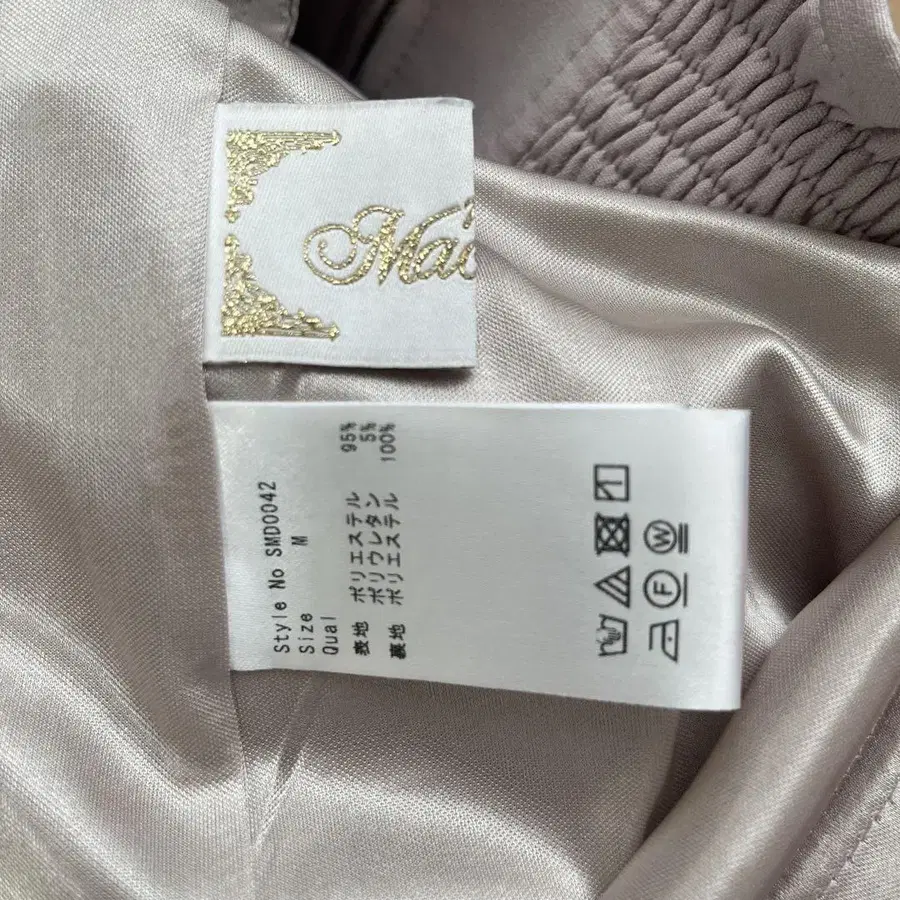 Style No SMD0042
Size M
Qual
表地 ポリエステル 95%
ポリウレタン 5%
裏地 ポリエステル 100%
W
F